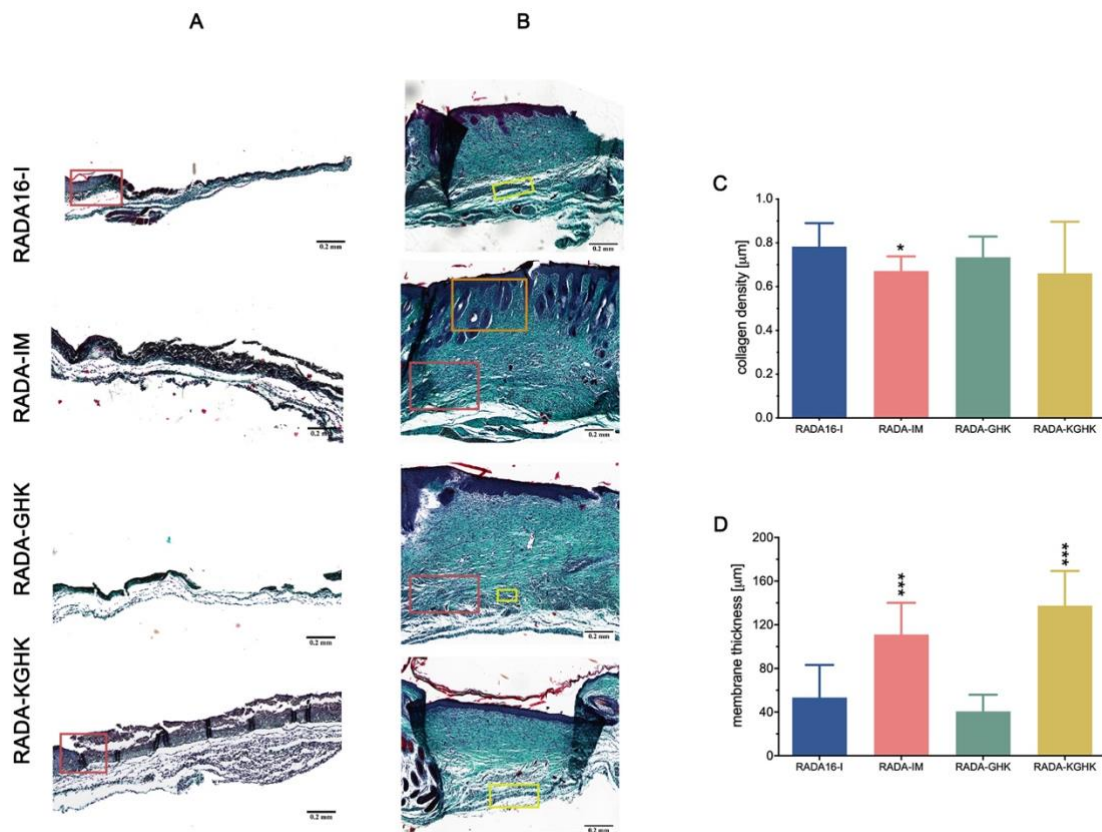 A
B
RADA16-I
0.2 mm
0.2 mm
RADA-IM
0.2 mm
0.2 mm
RADA-GHK
0.2 mm
0.2 mm
RADA-KGHK
0.2 mm
0.2 mm
C
collagen density [µm]
1.0
0.8
0.6
0.4
0.2
0.0
*
RADA16-I RADA-IM RADA-GHK RADA-KGHK
D
membrane thickness [µm]
200
160
120
80
40
0
***
***
RADA16-I RADA-IM RADA-GHK RADA-KGHK